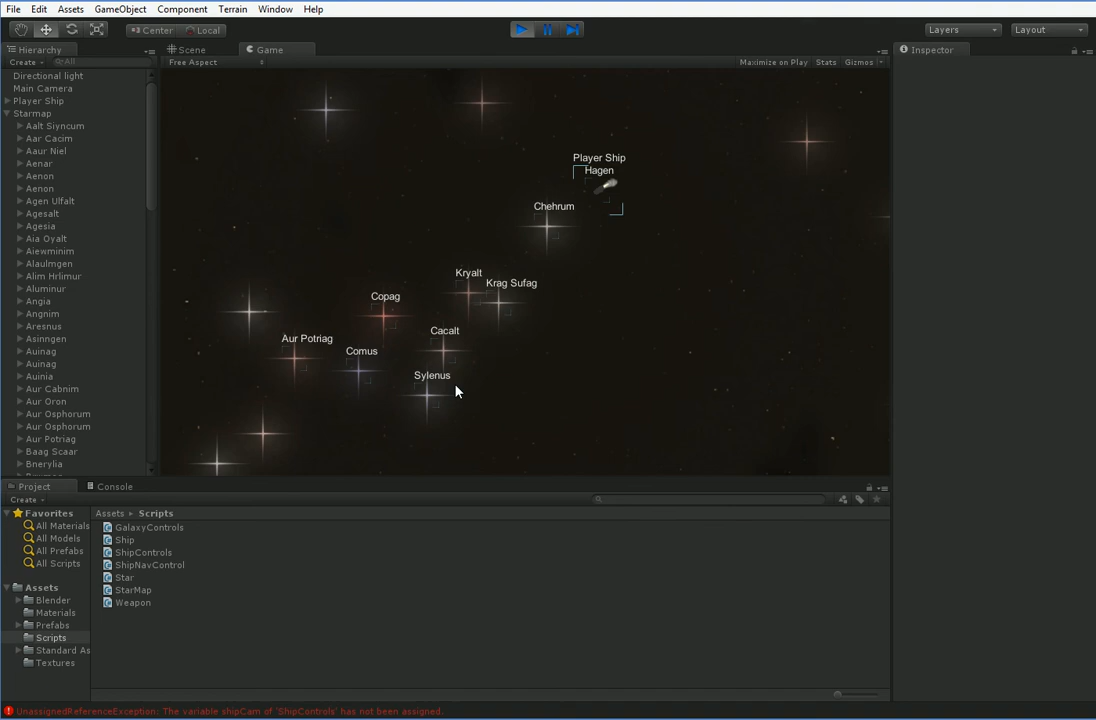 File Edit Assets GameObject Component Terrain Window Help
Center Local Layers Layout
Hierarchy Scene Game Inspector
Create All Free Aspect Maximize on Play Stats Gizmos
Directional light
Main Camera
Player Ship
Starmap
Aalt Siyncum
Aar Cacim
Aaur Niel
Aenar
Aenon
Aenon
Agen Ulfalt
Agesalt
Agesia
Aia Oyalt
Aiewminim
Alaulmgen
Alim Hrlimur
Aluminur
Angia
Angnim
Aresnus
Asinngen
Auinag
Auinag
Auinia
Aur Cabnim
Aur Oron
Aur Osphorum
Aur Osphorum
Aur Potriag
Baag Scaar
Bnerylia
Player Ship
Hagen
Chehrum
Kryalt
Krag Sufag
Copag
Cacalt
Aur Potriag
Comus
Sylenus
Project Console
Create
Favorites
All Materials
All Models
All Prefabs
All Scripts
Assets
Blender
Materials
Prefabs
Scripts
Standard As
Textures
Assets Scripts
GalaxyControls
Ship
ShipControls
ShipNavControl
Star
StarMap
Weapon
UnassignedReferenceException: The variable shipCam of 'ShipControls' has not been assigned.